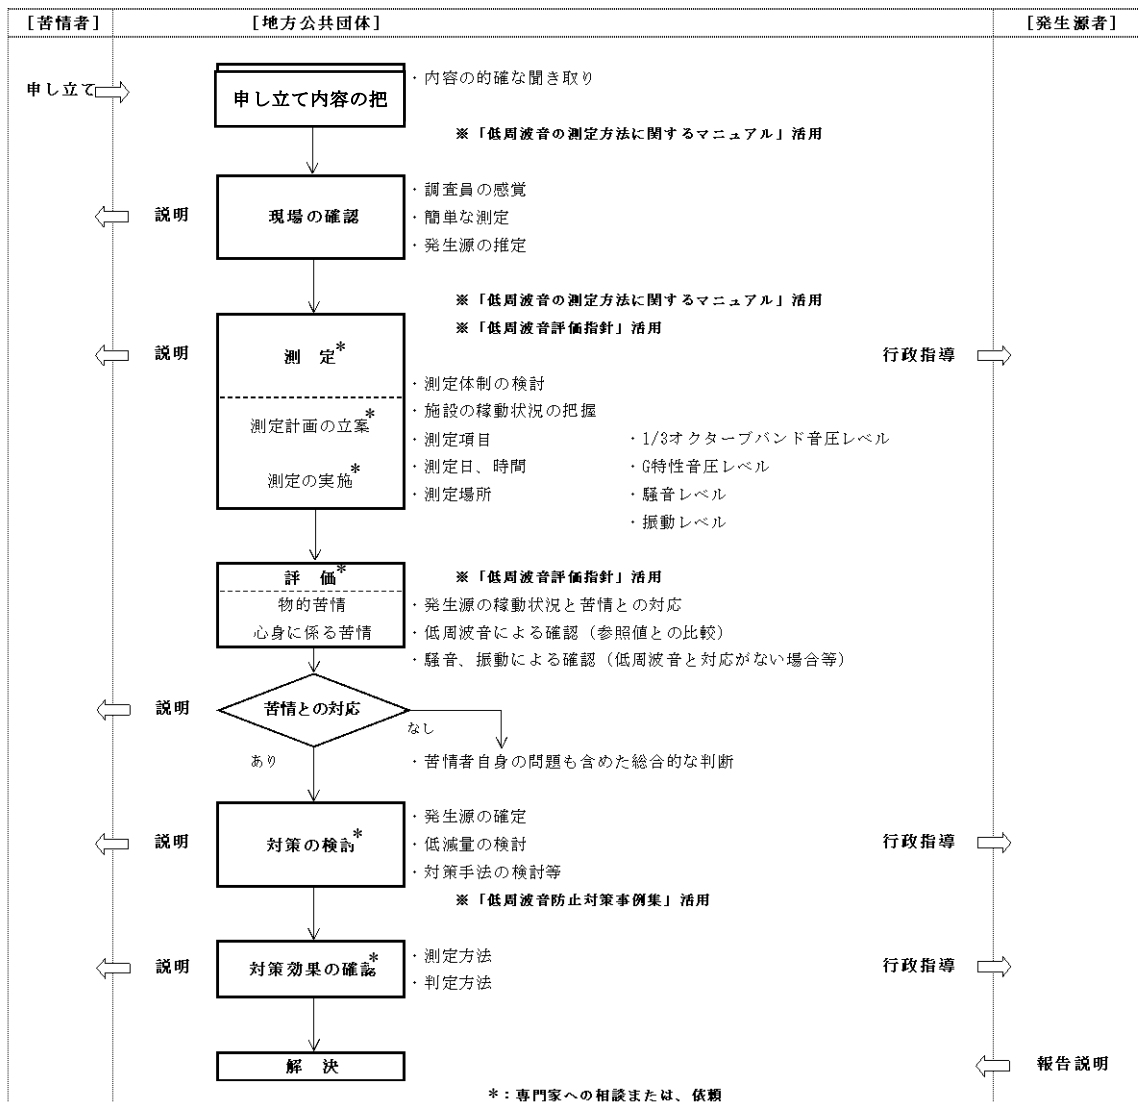 [苦情者] [地方公共団体] [発生源者]
申し立て
申し立て内容の把
・内容の的確な聞き取り
※「低周波音の測定方法に関するマニュアル」活用
説明
現場の確認
・調査員の感覚
・簡単な測定
・発生源の推定
※「低周波音の測定方法に関するマニュアル」活用
※「低周波音評価指針」活用
説明
測 定*
行政指導
・測定体制の検討
・施設の稼動状況の把握
測定計画の立案*
・測定項目
・測定日、時間
測定の実施*
・測定場所
・1/3オクターブバンド音圧レベル
・G特性音圧レベル
・騒音レベル
・振動レベル
評 価*
※「低周波音評価指針」活用
物的苦情
心身に係る苦情
・発生源の稼動状況と苦情との対応
・低周波音による確認（参照値との比較）
・騒音、振動による確認（低周波音と対応がない場合等）
説明
苦情との対応
なし
あり
・苦情者自身の問題も含めた総合的な判断
説明
対策の検討*
・発生源の確定
・低減量の検討
・対策手法の検討等
行政指導
※「低周波音防止対策事例集」活用
説明
対策効果の確認*
・測定方法
・判定方法
行政指導
解 決
報告説明
*：専門家への相談または、依頼